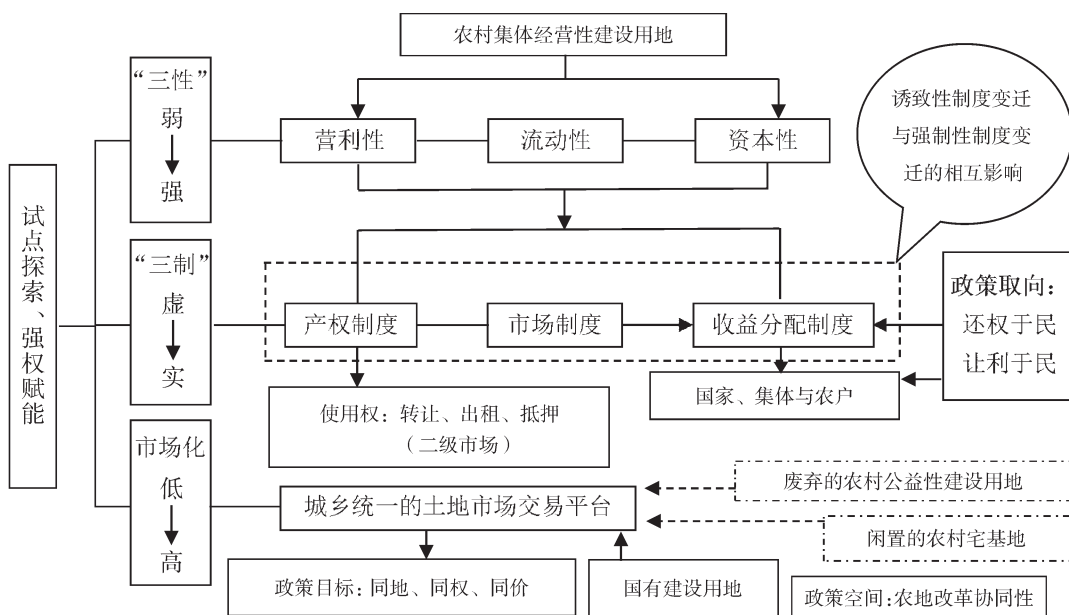 农村集体经营性建设用地
“三性”
弱
强
营利性
流动性
资本性
诱致性制度变迁
与强制性制度变
迁的相互影响
试点探索、强权赋能
“三制”
虚
实
产权制度
市场制度
收益分配制度
政策取向：
还权于民
让利于民
使用权：转让、出租、抵押
（二级市场）
国家、集体与农户
市场化
低
高
城乡统一的土地市场交易平台
废弃的农村公益性建设用地
闲置的农村宅基地
政策目标：同地、同权、同价
国有建设用地
政策空间：农地改革协同性